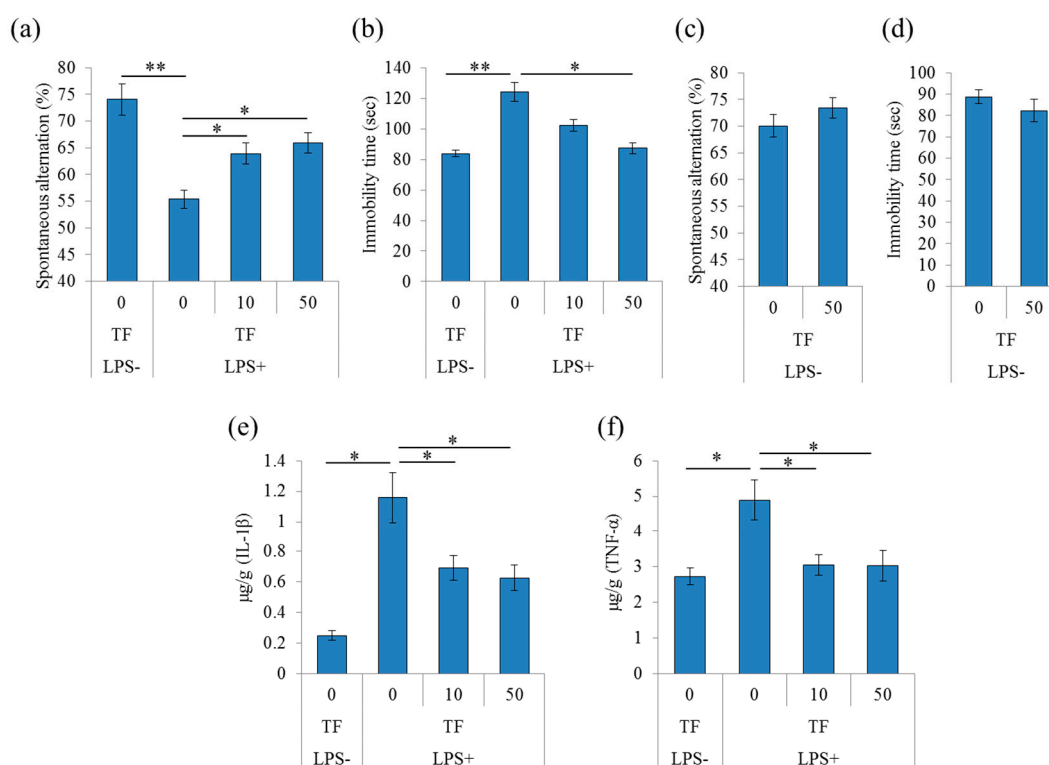 (a)
**
*
*
Spontaneous alternation (%)
80
75
70
65
60
55
50
45
40
0 0 10 50
TF TF
LPS- LPS+
(b)
** *
Immobility time (sec)
140
120
100
80
60
40
20
0
0 0 10 50
TF TF
LPS- LPS+
(c)
Spontaneous alternation (%)
80
75
70
65
60
55
50
45
40
0 50
TF
LPS-
(d)
Immobility time (sec)
100
90
80
70
60
50
40
30
20
10
0
0 50
TF
LPS-
(e)
*
* *
μg/g (IL-1β)
1.4
1.2
1
0.8
0.6
0.4
0.2
0
0 0 10 50
TF TF
LPS- LPS+
(f)
*
* *
μg/g (TNF-α)
6
5
4
3
2
1
0
0 0 10 50
TF TF
LPS- LPS+